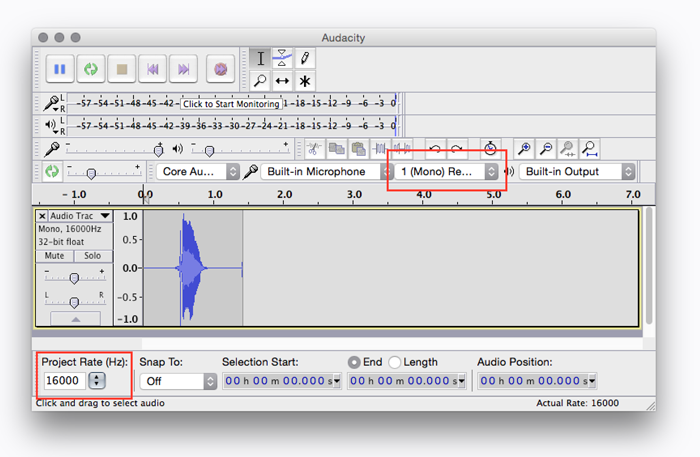 Audacity
L
R
-57 -54 -51 -48 -45 -42 - Click to Start Monitoring 1 -18 -15 -12 -9 -6 -3 0
L
R
-57 -54 -51 -48 -45 -42 -39 -36 -33 -30 -27 -24 -21 -18 -15 -12 -9 -6 -3 0
- +
- +
- +
Core Au...
Built-in Microphone
1 (Mono) Re...
Built-in Output
- 1.0 0.0 1.0 2.0 3.0 4.0 5.0 6.0 7.0
Audio Trac
Mono, 16000Hz
32-bit float
Mute Solo
- +
L R
1.0
0.5-
0.0-
-0.5-
-1.0
Project Rate (Hz):
16000
Snap To:
Off
Selection Start:
00 h 00 m 00.000 s
End Length
00 h 00 m 00.000 s
Audio Position:
00 h 00 m 00.000 s
Click and drag to select audio
Actual Rate: 16000